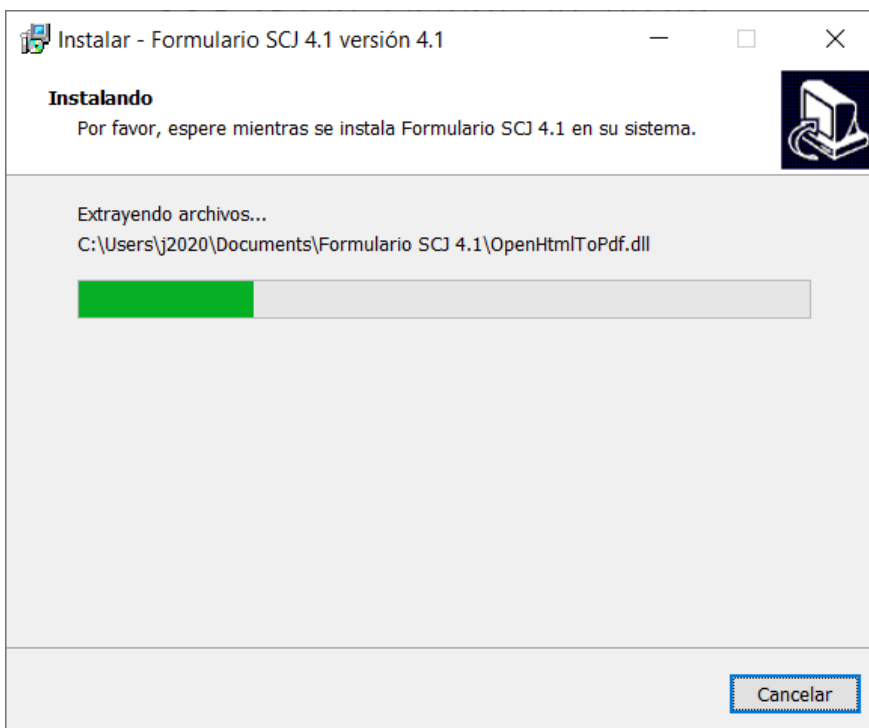 Instalar - Formulario SCJ 4.1 versión 4.1
Instalando
Por favor, espere mientras se instala Formulario SCJ 4.1 en su sistema.
Extrayendo archivos...
C:\Users\j2020\Documents\Formulario SCJ 4.1\OpenHtmlToPdf.dll
Cancelar